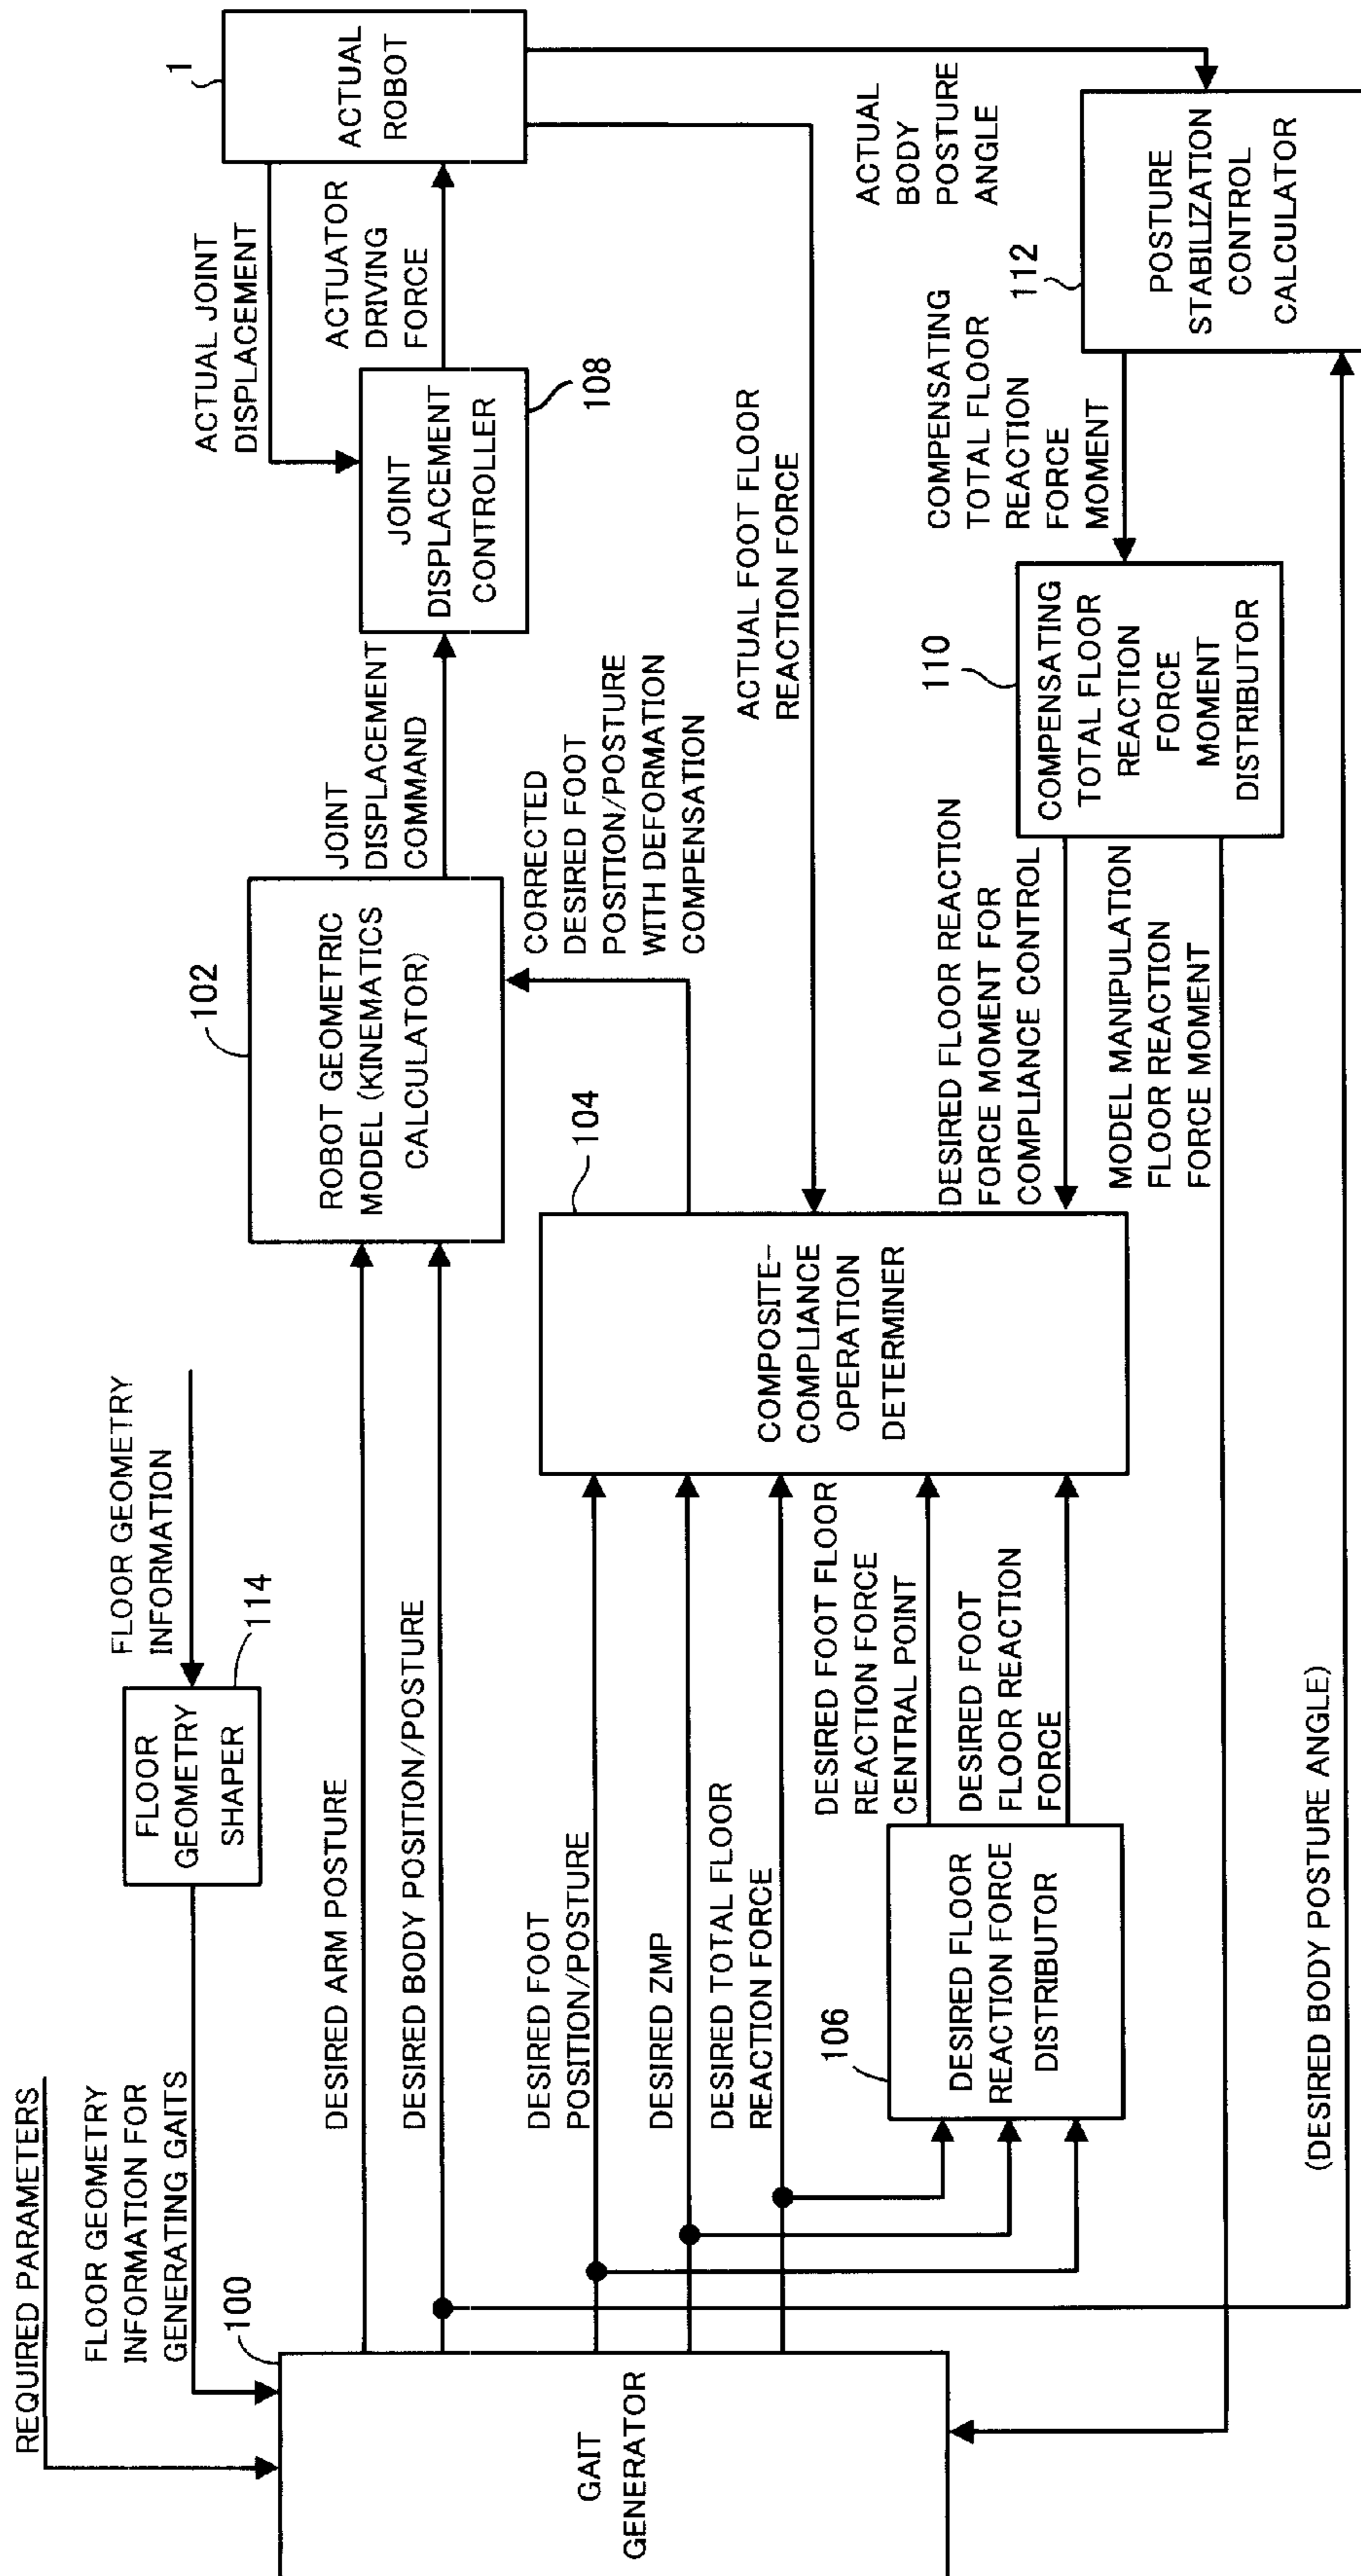 REQUIRED PARAMETERS
FLOOR GEOMETRY
INFORMATION FOR
GENERATING GAITS
100
GAIT
GENERATOR
FLOOR GEOMETRY
INFORMATION
114
FLOOR
GEOMETRY
SHAPER
DESIRED ARM POSTURE
DESIRED BODY POSITION/POSTURE
DESIRED FOOT
POSITION/POSTURE
DESIRED ZMP
DESIRED TOTAL FLOOR
REACTION FORCE
106
DESIRED FLOOR
REACTION FORCE
DISTRIBUTOR
DESIRED FOOT FLOOR
REACTION FORCE
CENTRAL POINT
DESIRED FOOT
FLOOR REACTION
FORCE
(DESIRED BODY POSTURE ANGLE)
102
ROBOT GEOMETRIC
MODEL (KINEMATICS
CALCULATOR)
104
COMPOSITE-
COMPLIANCE
OPERATION
DETERMINER
CORRECTED
DESIRED FOOT
POSITION/POSTURE
WITH DEFORMATION
COMPENSATION
JOINT
DISPLACEMENT
COMMAND
JOINT
DISPLACEMENT
CONTROLLER
108
ACTUAL JOINT
DISPLACEMENT
ACTUATOR
DRIVING
FORCE
1
ACTUAL
ROBOT
ACTUAL FOOT FLOOR
REACTION FORCE
ACTUAL
BODY
POSTURE
ANGLE
DESIRED FLOOR REACTION
FORCE MOMENT FOR
COMPLIANCE CONTROL
MODEL MANIPULATION
FLOOR REACTION
FORCE MOMENT
110
COMPENSATING
TOTAL FLOOR
REACTION
FORCE
MOMENT
DISTRIBUTOR
COMPENSATING
TOTAL FLOOR
REACTION
FORCE
MOMENT
112
POSTURE
STABILIZATION
CONTROL
CALCULATOR